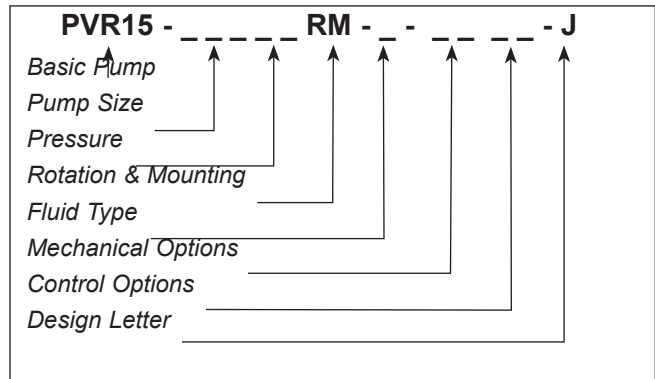 PVR15 - _ _ _ _ _ RM - _ - _ _ _ _ - J
Basic Pump
Pump Size
Pressure
Rotation & Mounting
Fluid Type
Mechanical Options
Control Options
Design Letter